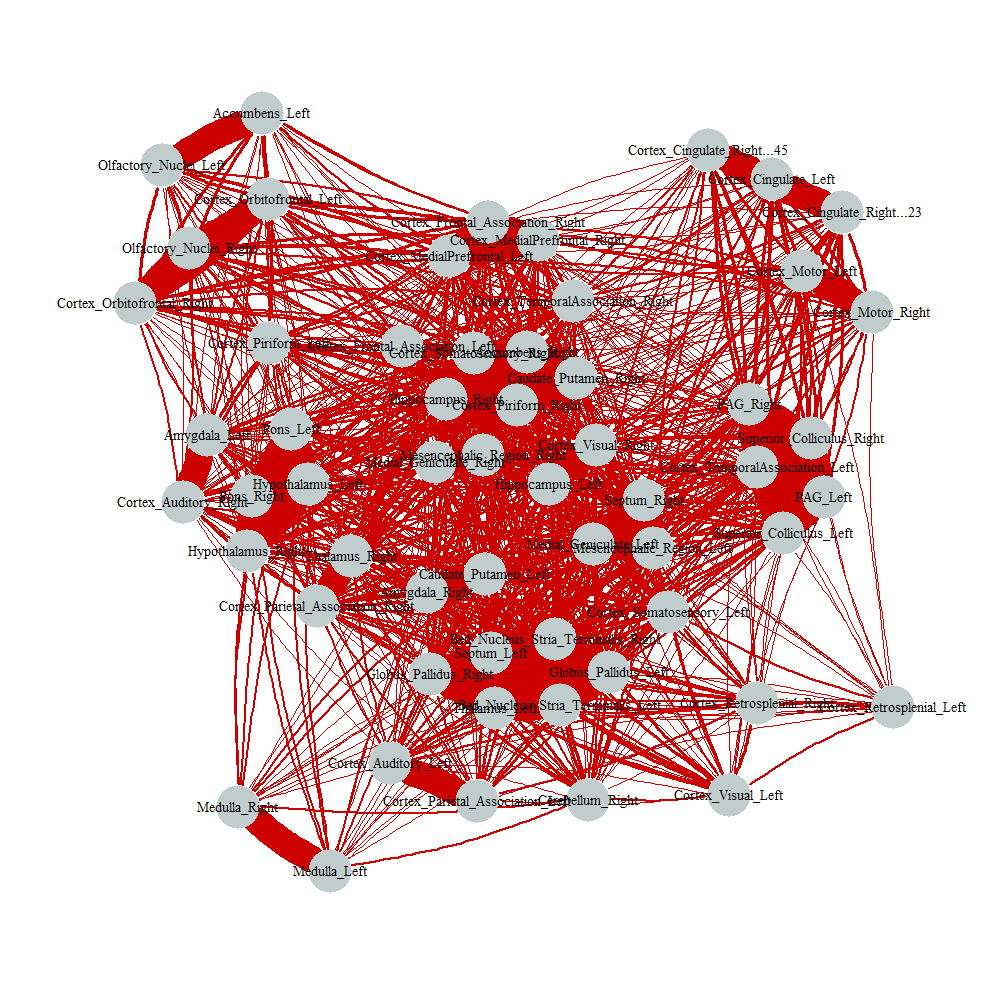 Accumbens_Left
Cortex_Cingulate_Right...45
Olfactory_Nuclei_Left
Cortex_Cingulate_Left
Cortex_Orbitofrontal_Left
Cortex_Cingulate_Right...23
Cortex_Frontal_Association_Right
Cortex_MedialPrefrontal_Right
Olfactory_Nuclei_Right
Cortex_MedialPrefrontal_Left
Cortex_Motor_Left
Cortex_Orbitofrontal_Right
Cortex_TemporalAssociation_Right
Cortex_Motor_Right
Cortex_Piriform_Left
Cortex_Frontal_Association_Left
Cortex_Somatosensory_Right
Accumbens_Right
Caudate_Putamen_Right
Hippocampus_Right
Cortex_Piriform_Right
PAG_Right
Pons_Left
Amygdala_Left
Superior_Colliculus_Right
Cortex_Visual_Right
Mesencephalic_Region_Right
Medial_Geniculate_Right
Cortex_TemporalAssociation_Left
Hypothalamus_Left
Hippocampus_Left
Pons_Right
PAG_Left
Cortex_Auditory_Right
Septum_Right
Superior_Colliculus_Left
Medial_Geniculate_Left
Mesencephalic_Region_Left
Hypothalamus_Right
Thalamus_Right
Caudate_Putamen_Left
Amygdala_Right
Cortex_Parietal_Association_Right
Cortex_Somatosensory_Left
Bed_Nucleus_Stria_Terminalis_Right
Septum_Left
Globus_Pallidus_Right
Globus_Pallidus_Left
Cortex_Retrosplenial_Right
Cortex_Retrosplenial_Left
Thalamus_Left
Bed_Nucleus_Stria_Terminalis_Left
Cortex_Auditory_Left
Cortex_Visual_Left
Cortex_Parietal_Association_Left
Cerebellum_Right
Medulla_Right
Medulla_Left